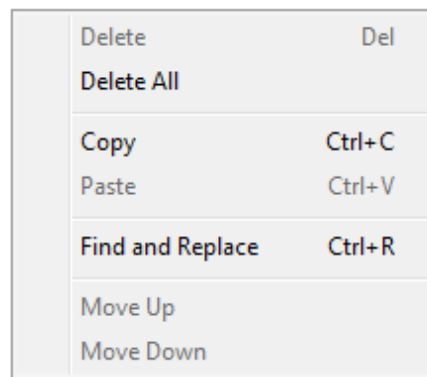 Delete Del
Delete All
Copy Ctrl+C
Paste Ctrl+V
Find and Replace Ctrl+R
Move Up
Move Down